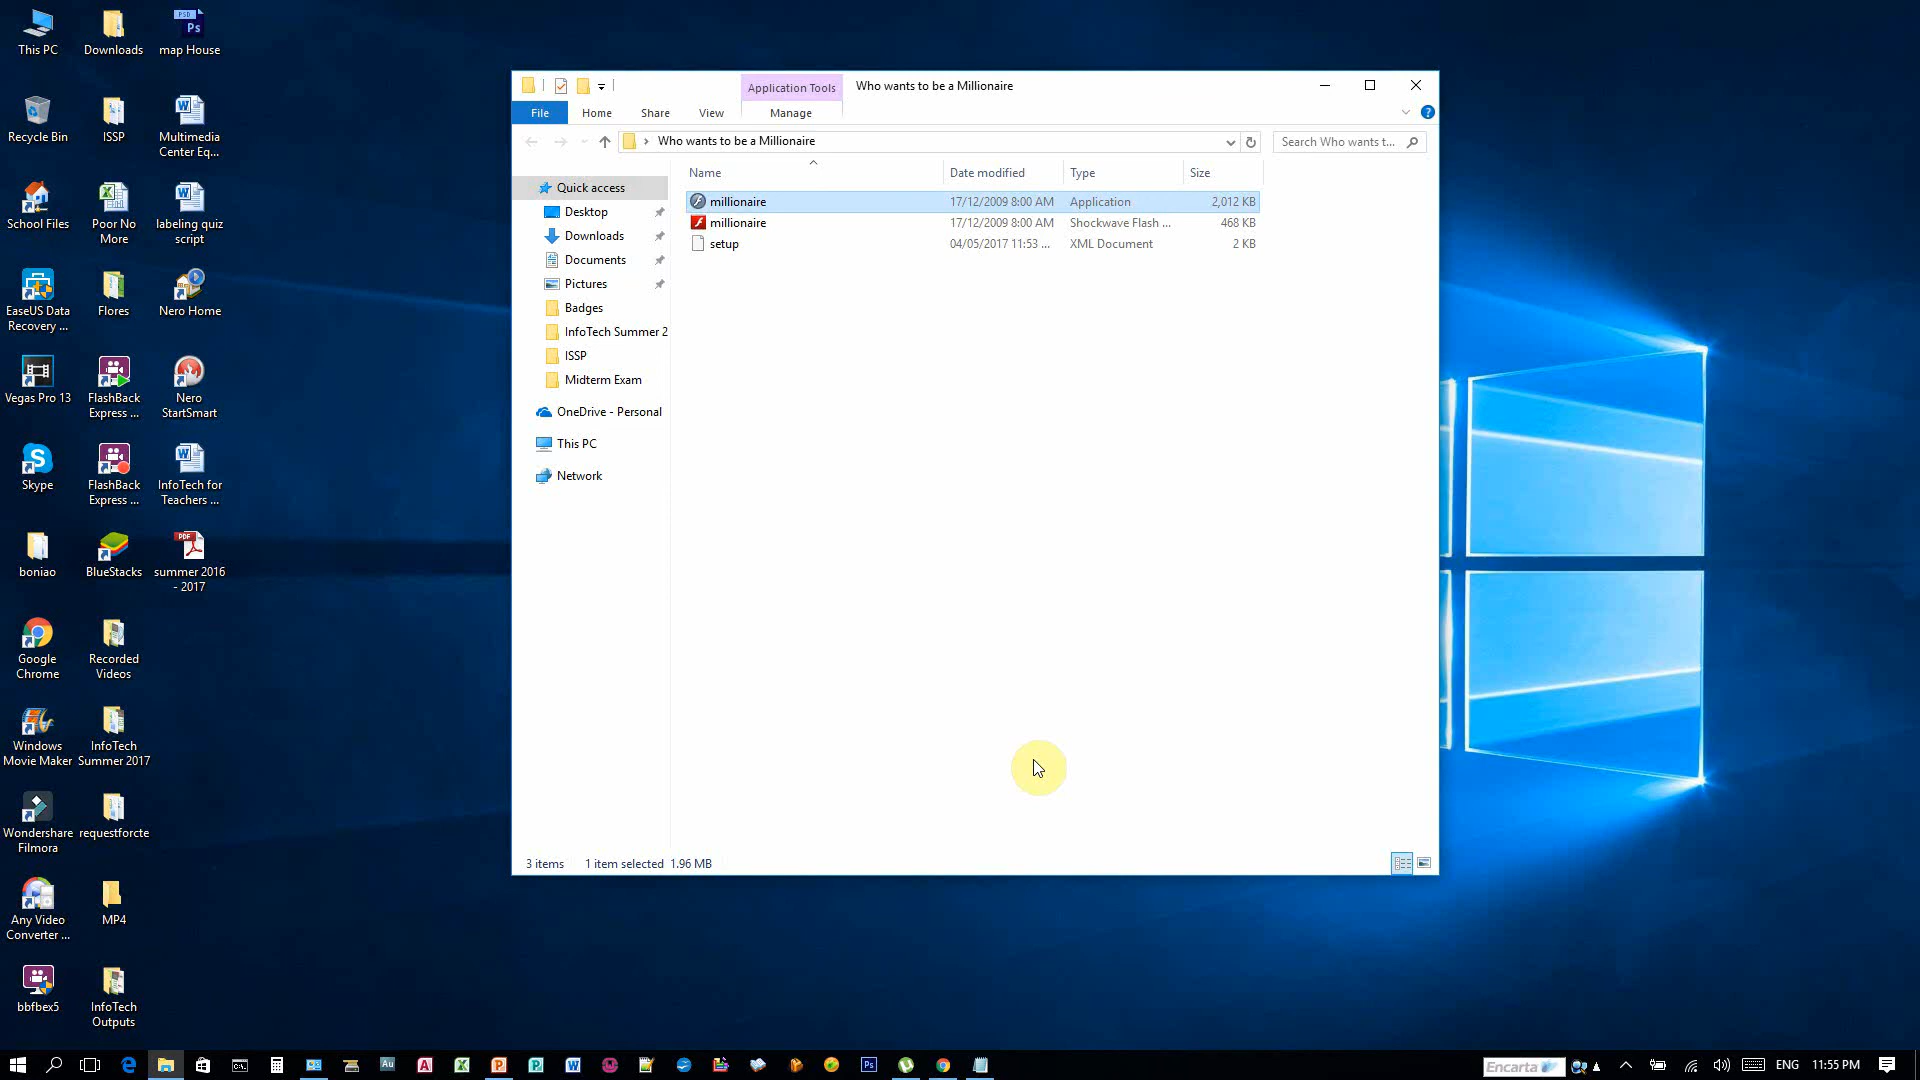 This PC
Downloads
map House
Recycle Bin
ISSP
Multimedia
Center Eq...
School Files
Poor No
More
labeling quiz
script
EaseUS Data
Recovery ...
Flores
Nero Home
Vegas Pro 13
FlashBack
Express ...
Nero
StartSmart
Skype
FlashBack
Express ...
InfoTech for
Teachers ...
boniao
BlueStacks
summer 2016
- 2017
Google
Chrome
Recorded
Videos
Windows
Movie Maker
InfoTech
Summer 2017
Wondershare
Filmora
requestforcte
Any Video
Converter ...
MP4
bbfbex5
InfoTech
Outputs
Application Tools
Who wants to be a Millionaire
File
Home
Share
View
Manage
Who wants to be a Millionaire
Search Who wants t...
Name
Date modified
Type
Size
millionaire
17/12/2009 8:00 AM
Application
2,012 KB
millionaire
17/12/2009 8:00 AM
Shockwave Flash ...
468 KB
setup
04/05/2017 11:53 ...
XML Document
2 KB
Quick access
Desktop
Downloads
Documents
Pictures
Badges
InfoTech Summer 2
ISSP
Midterm Exam
OneDrive - Personal
This PC
Network
3 items
1 item selected 1.96 MB
Encarta
ENG
11:55 PM